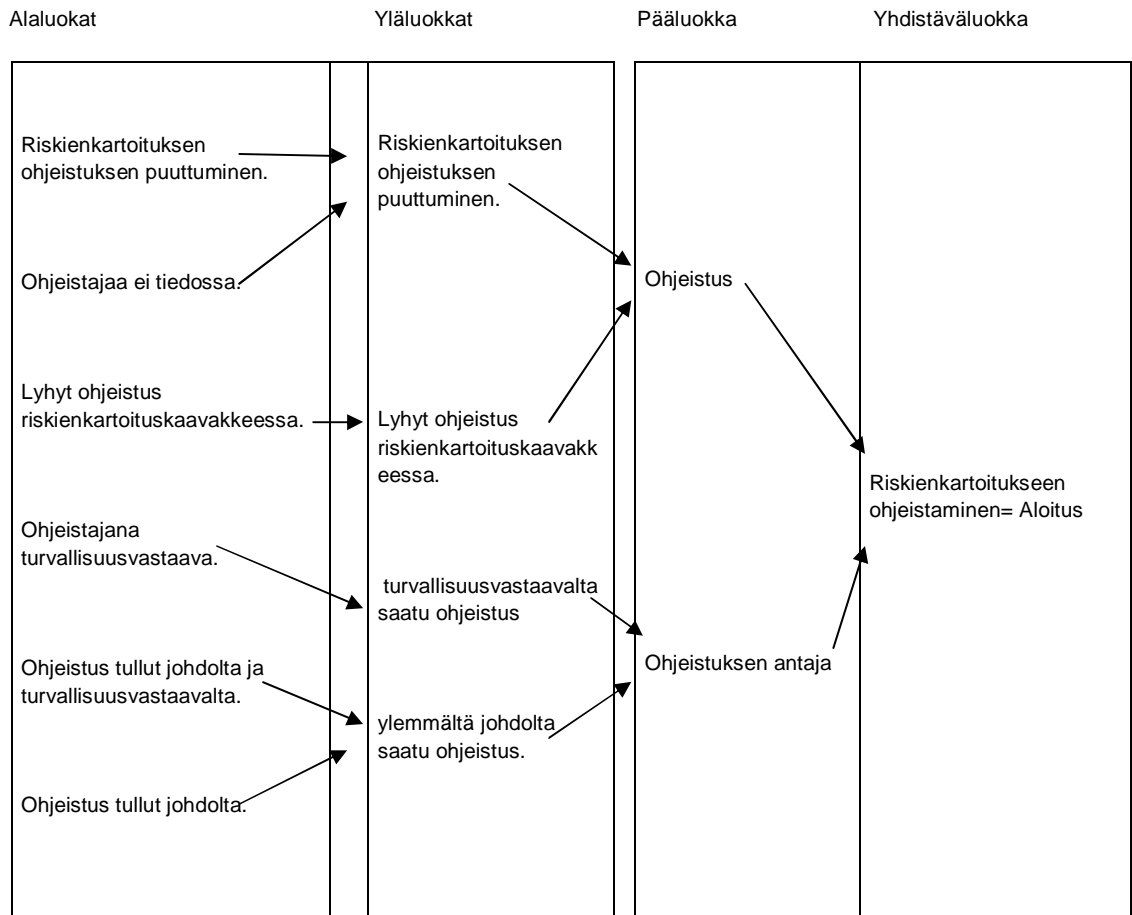 Alaluokat
Yläluokkat
Pääluokka
Yhdistäväluokka
Riskienkartoituksen
ohjeistuksen puuttuminen.
Ohjeistajaa ei tiedossa.
Lyhyt ohjeistus
riskienkartoituskaavakkeessa.
Ohjeistajana
turvallisuusvastaava.
Ohjeistus tullut johdolta ja
turvallisuusvastaavalta.
Ohjeistus tullut johdolta.
Riskienkartoituksen
ohjeistuksen
puuttuminen.
Lyhyt ohjeistus
riskienkartoituskaavakk
eessa.
turvallisuusvastaavalta
saatu ohjeistus
ylemmältä johdolta
saatu ohjeistus.
Ohjeistus
Ohjeistuksen antaja
Riskienkartoitukseen
ohjeistaminen= Aloitus